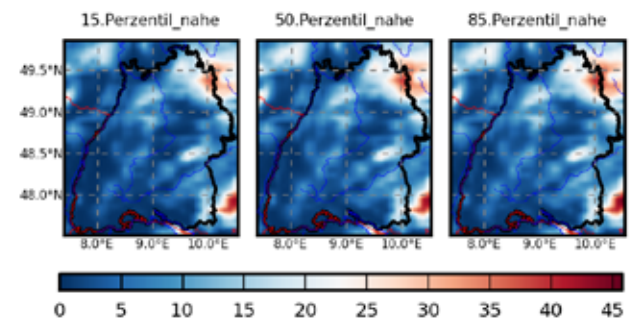 15.Perzentil_nahe 50.Perzentil_nahe 85.Perzentil_nahe
49.5°N
49.0°N
48.5°N
48.0°N
8.0°E 9.0°E 10.0°E 8.0°E 9.0°E 10.0°E 8.0°E 9.0°E 10.0°E
0 5 10 15 20 25 30 35 40 45